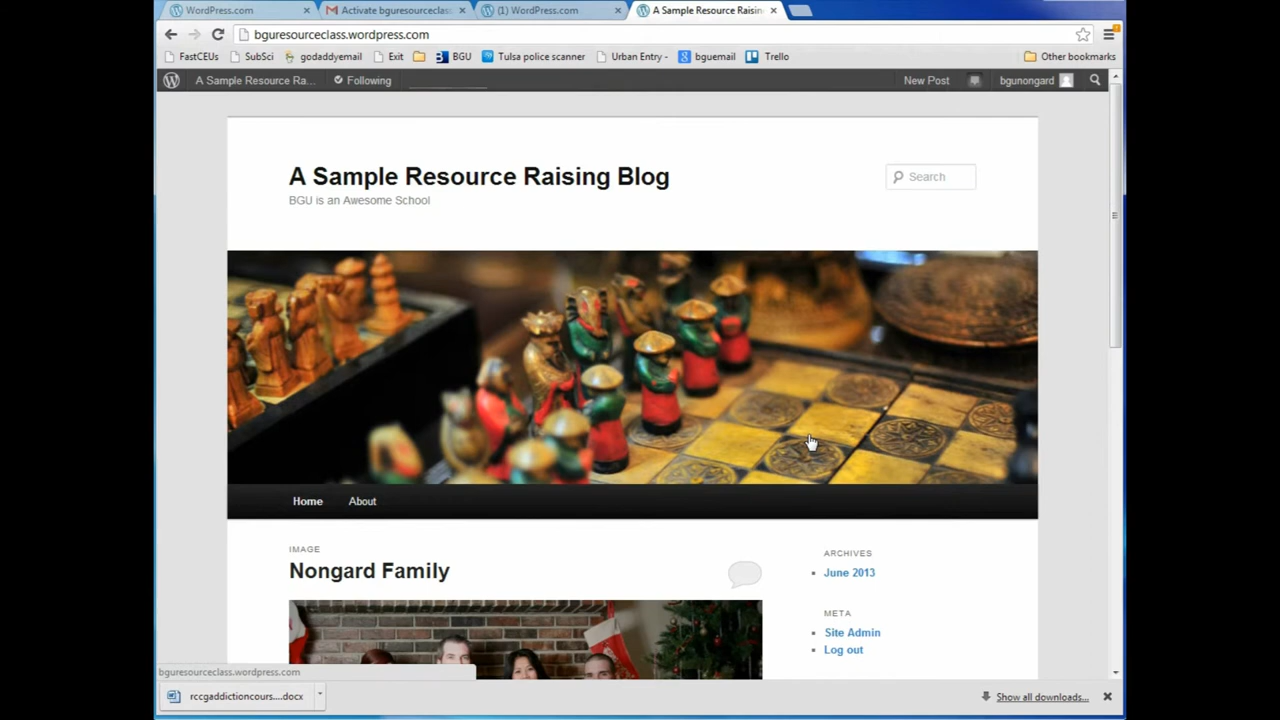 WordPress.com
Activate bguresourceclass
(1) WordPress.com
A Sample Resource Raisin
bguresourceclass.wordpress.com
FastCEUs
SubSci
godaddyemail
Exit
BGU
Tulsa police scanner
Urban Entry -
bguemail
Trello
Other bookmarks
A Sample Resource Ra...
Following
New Post
bgunongard
A Sample Resource Raising Blog
Search
BGU is an Awesome School
Home
About
IMAGE
Nongard Family
ARCHIVES
June 2013
META
Site Admin
Log out
bguresourceclass.wordpress.com
rccgaddictioncours....docx
Show all downloads...